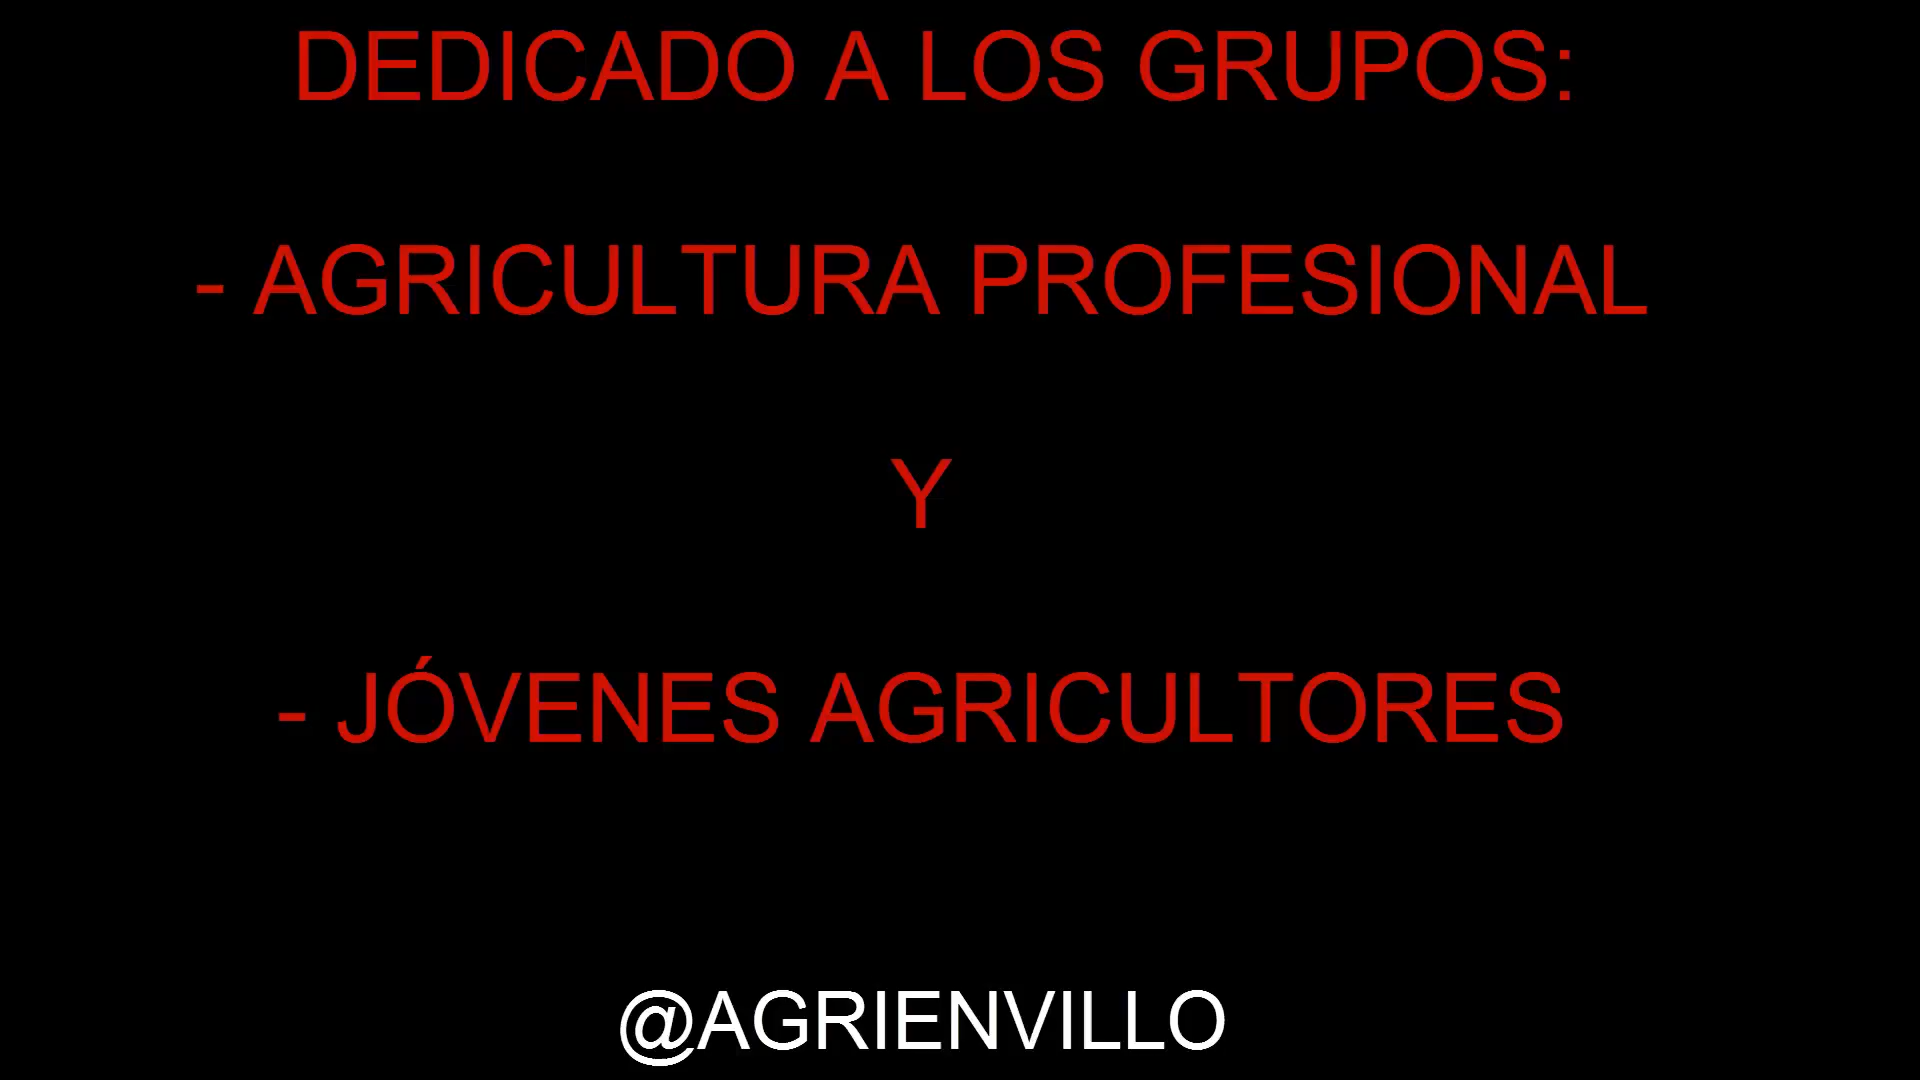 DEDICADO A LOS GRUPOS:
- AGRICULTURA PROFESIONAL
Y
- JÓVENES AGRICULTORES
@AGRIENVILLO